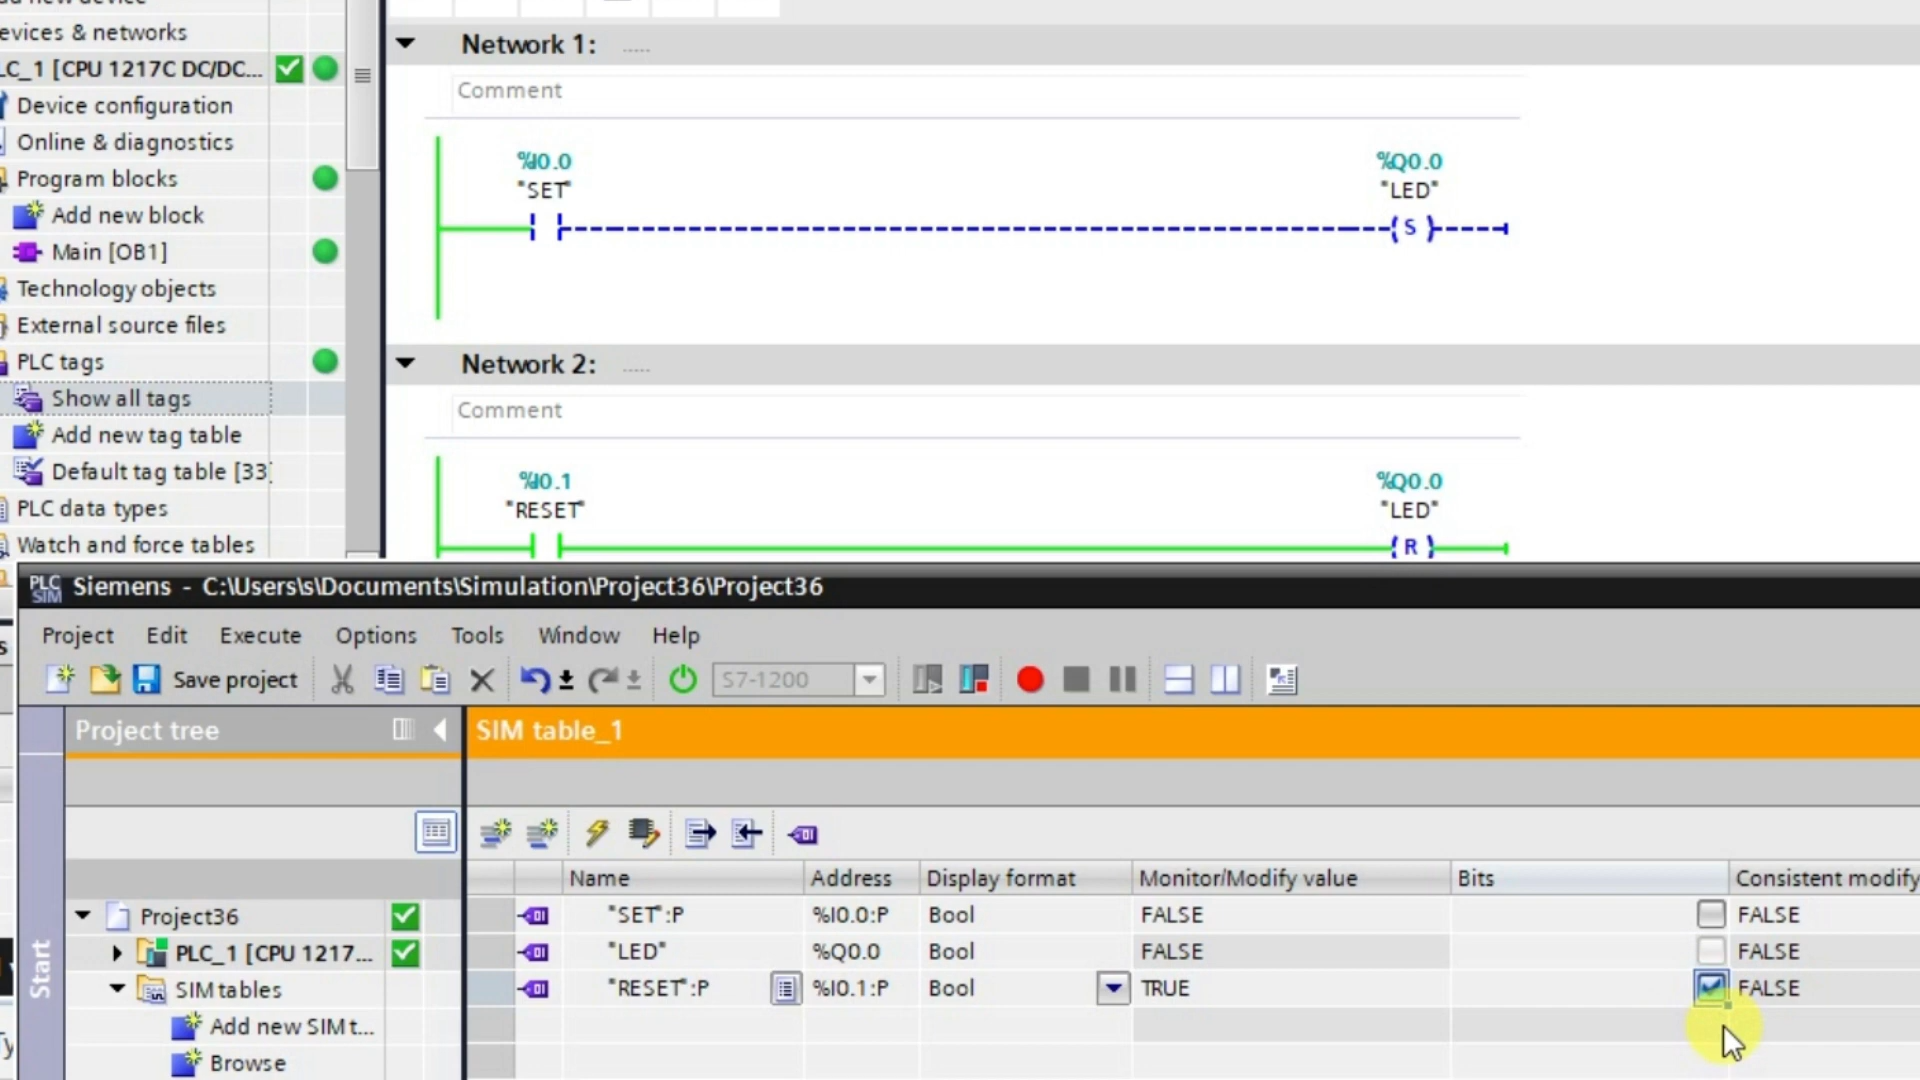 evices & networks
LC_1 [CPU 1217C DC/DC...
Device configuration
Online & diagnostics
Program blocks
Add new block
Main [OB1]
Technology objects
External source files
PLC tags
Show all tags
Add new tag table
Default tag table [33]
PLC data types
Watch and force tables
Network 1: .....
Comment
%I0.0
"SET"
%Q0.0
"LED"
S
Network 2: .....
Comment
%I0.1
"RESET"
%Q0.0
"LED"
R
PLC SIM Siemens - C:\Users\s\Documents\Simulation\Project36\Project36
Project Edit Execute Options Tools Window Help
Save project S7-1200
Project tree
SIM table_1
Start
Project36
PLC_1 [CPU 1217...
SIM tables
Add new SIM t...
Browse
Name Address Display format Monitor/Modify value Bits Consistent modify
"SET":P %I0.0:P Bool FALSE FALSE
"LED" %Q0.0 Bool FALSE FALSE
"RESET":P %I0.1:P Bool TRUE FALSE